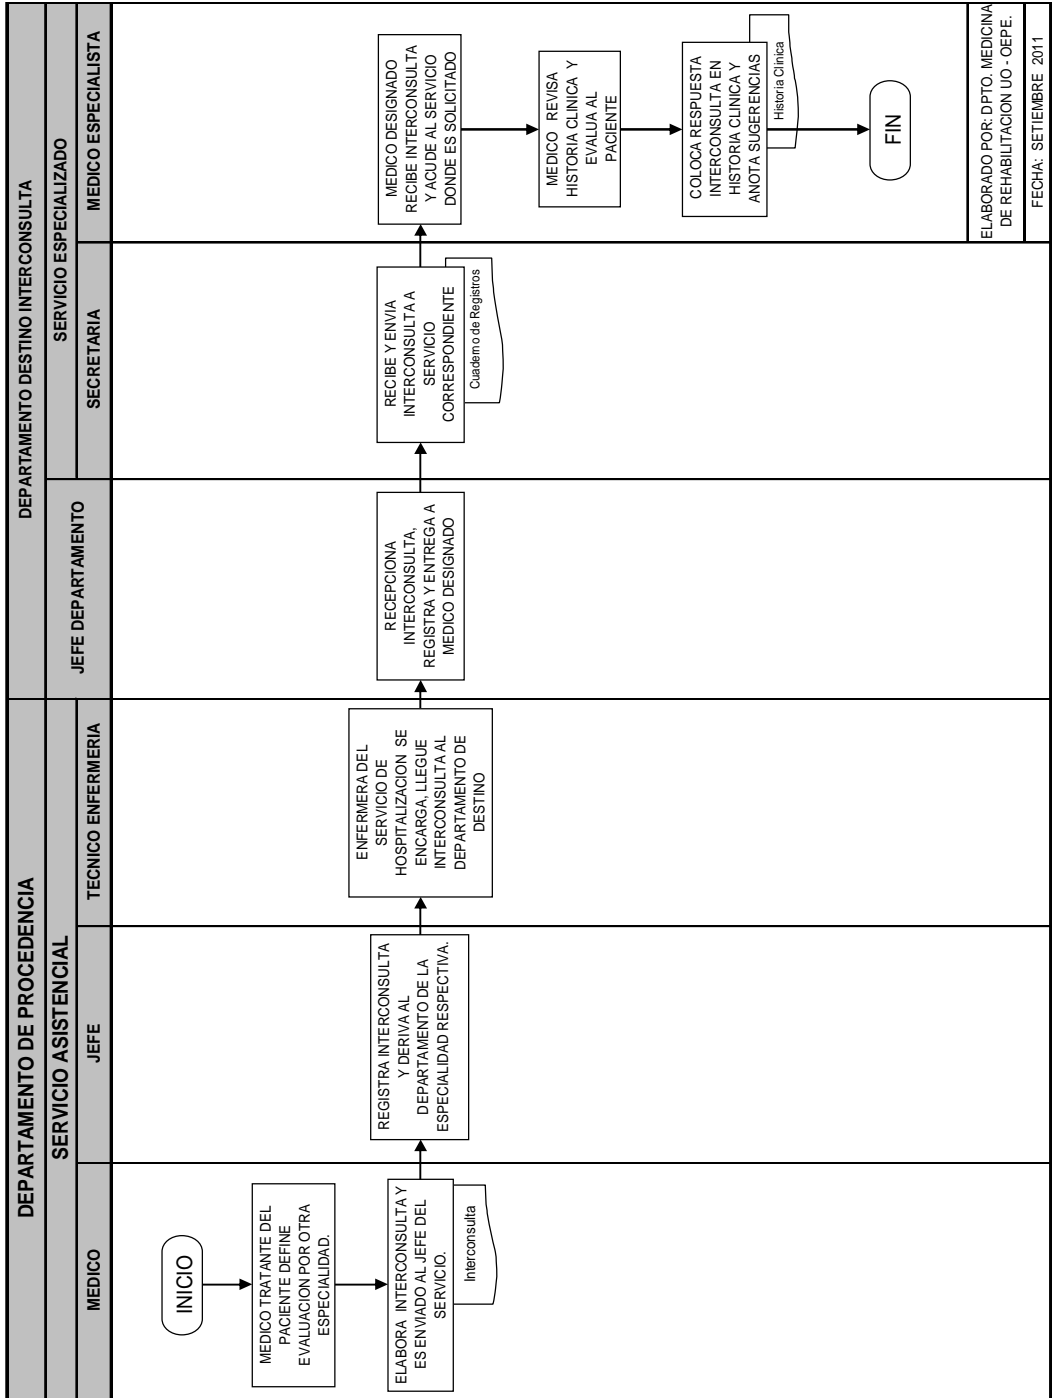 DEPARTAMENTO DE PROCEDENCIA
DEPARTAMENTO DESTINO INTERCONSULTA
SERVICIO ASISTENCIAL
JEFE DEPARTAMENTO
SERVICIO ESPECIALIZADO
MEDICO
JEFE
TECNICO ENFERMERIA
SECRETARIA
MEDICO ESPECIALISTA
INICIO
MEDICO TRATANTE DEL
PACIENTE DEFINE
EVALUACION POR OTRA
ESPECIALIDAD.
ELABORA INTERCONSULTA Y
ES ENVIADO AL JEFE DEL
SERVICIO.
Interconsulta
REGISTRA INTERCONSULTA
Y DERIVA AL
DEPARTAMENTO DE LA
ESPECIALIDAD RESPECTIVA.
ENFERMERA DEL
SERVICIO DE
HOSPITALIZACION SE
ENCARGA, LLEGUE
INTERCONSULTA AL
DEPARTAMENTO DE
DESTINO
RECEPCIONA
INTERCONSULTA,
REGISTRA Y ENTREGA A
MEDICO DESIGNADO
RECIBE Y ENVIA
INTERCONSULTA A
SERVICIO
CORRESPONDIENTE
Cuaderno de Registros
MEDICO DESIGNADO
RECIBE INTERCONSULTA
Y ACUDE AL SERVICIO
DONDE ES SOLICITADO
MEDICO REVISA
HISTORIA CLINICA Y
EVALUA AL
PACIENTE
COLOCA RESPUESTA
INTERCONSULTA EN
HISTORIA CLINICA Y
ANOTA SUGERENCIAS
Historia Clinica
FIN
ELABORADO POR: DPTO. MEDICINA
DE REHABILITACION UO - OEPE.
FECHA: SETIEMBRE 2011